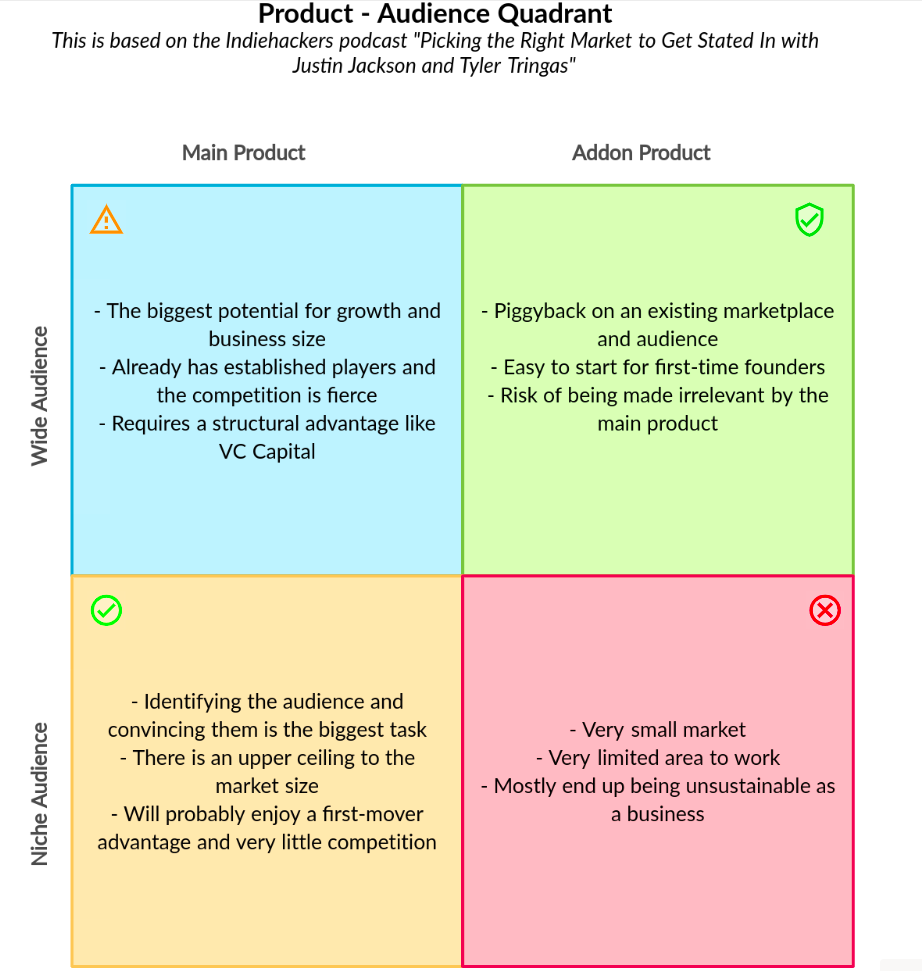 Product - Audience Quadrant
This is based on the Indiehackers podcast "Picking the Right Market to Get Stated In with
Justin Jackson and Tyler Tringas"
Main Product
Addon Product
Wide Audience
- The biggest potential for growth and
business size
- Already has established players and
the competition is fierce
- Requires a structural advantage like
VC Capital
- Piggyback on an existing marketplace
and audience
- Easy to start for first-time founders
- Risk of being made irrelevant by the
main product
Niche Audience
- Identifying the audience and
convincing them is the biggest task
- There is an upper ceiling to the
market size
- Will probably enjoy a first-mover
advantage and very little competition
- Very small market
- Very limited area to work
- Mostly end up being unsustainable as
a business